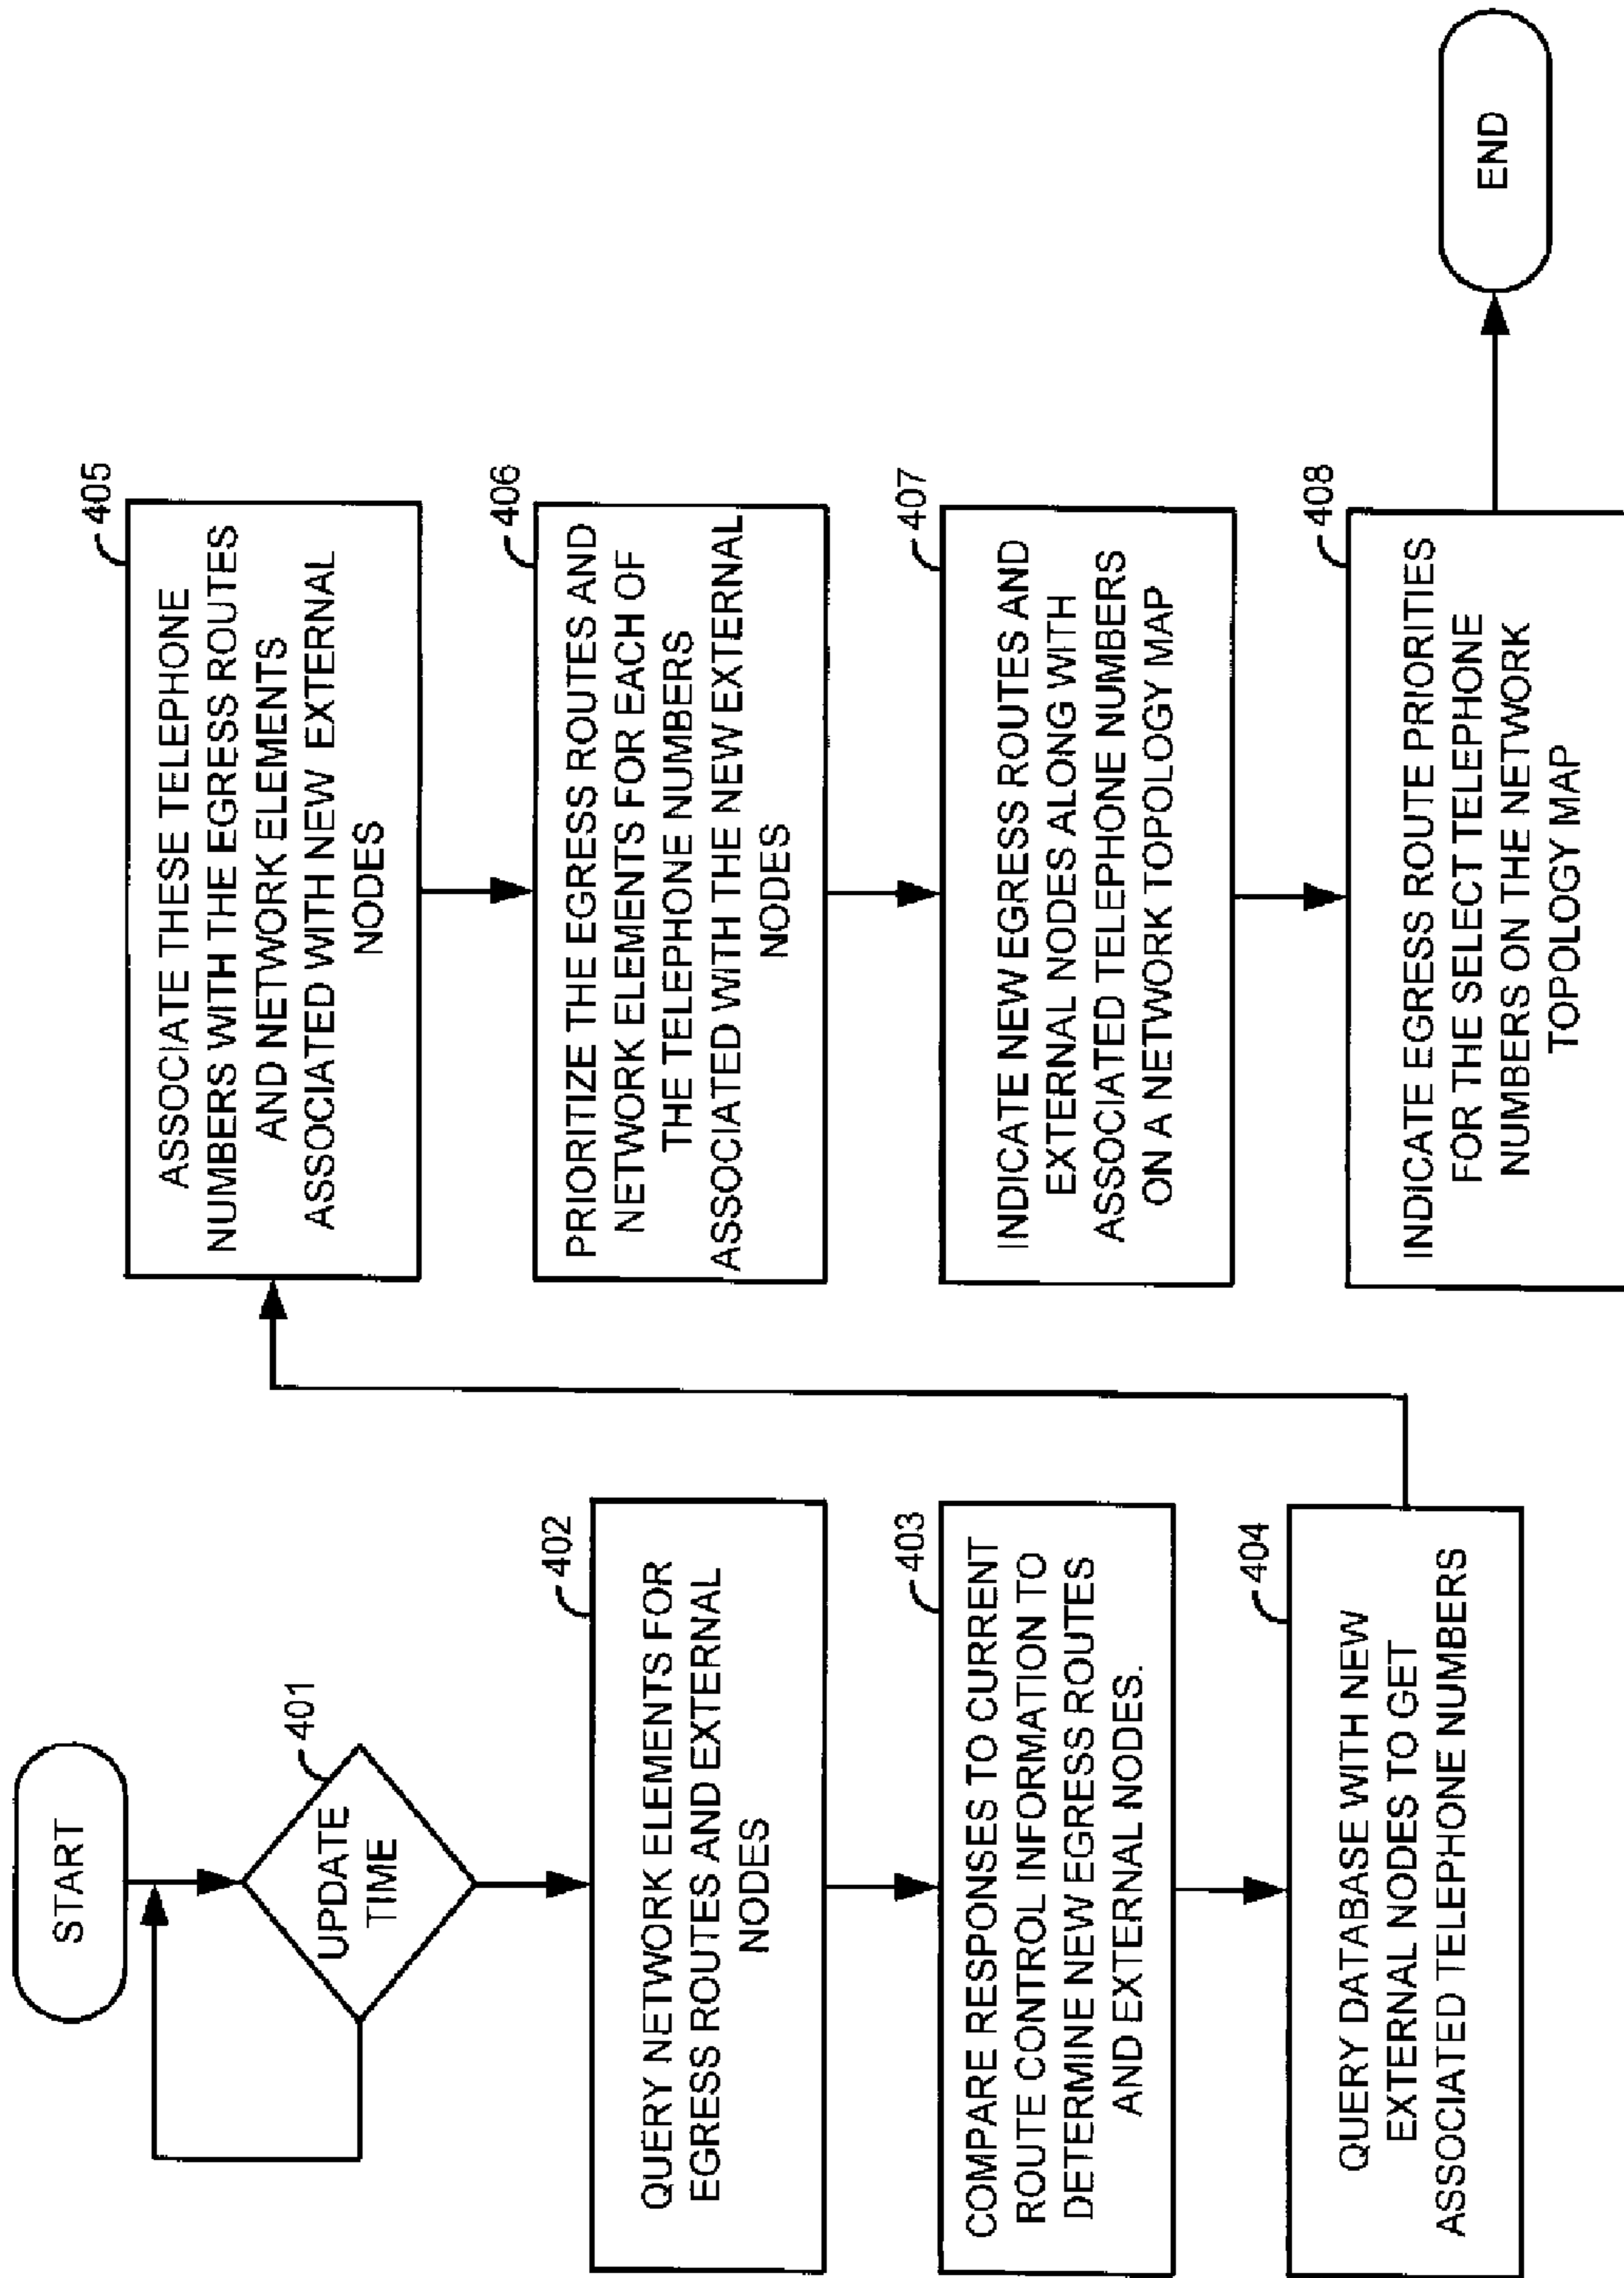 START
401
UPDATE
TIME
402
QUERY NETWORK ELEMENTS FOR
EGRESS ROUTES AND EXTERNAL
NODES
403
COMPARE RESPONSES TO CURRENT
ROUTE CONTROL INFORMATION TO
DETERMINE NEW EGRESS ROUTES
AND EXTERNAL NODES.
404
QUERY DATABASE WITH NEW
EXTERNAL NODES TO GET
ASSOCIATED TELEPHONE NUMBERS
405
ASSOCIATE THESE TELEPHONE
NUMBERS WITH THE EGRESS ROUTES
AND NETWORK ELEMENTS
ASSOCIATED WITH NEW EXTERNAL
NODES
406
PRIORITIZE THE EGRESS ROUTES AND
NETWORK ELEMENTS FOR EACH OF
THE TELEPHONE NUMBERS
ASSOCIATED WITH THE NEW EXTERNAL
NODES
407
INDICATE NEW EGRESS ROUTES AND
EXTERNAL NODES ALONG WITH
ASSOCIATED TELEPHONE NUMBERS
ON A NETWORK TOPOLOGY MAP
408
INDICATE EGRESS ROUTE PRIORITIES
FOR THE SELECT TELEPHONE
NUMBERS ON THE NETWORK
TOPOLOGY MAP
END